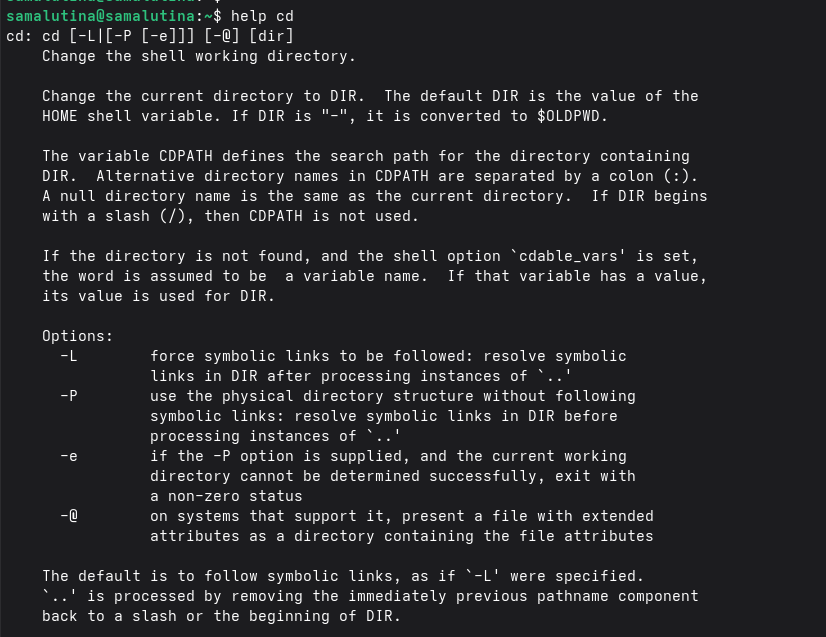 samalutina@samalutina:~$ help cd
cd: cd [-L|[-P [-e]]] [-@] [dir]
    Change the shell working directory.

    Change the current directory to DIR.  The default DIR is the value of the
    HOME shell variable. If DIR is "-", it is converted to $OLDPWD.

    The variable CDPATH defines the search path for the directory containing
    DIR.  Alternative directory names in CDPATH are separated by a colon (:).
    A null directory name is the same as the current directory.  If DIR begins
    with a slash (/), then CDPATH is not used.

    If the directory is not found, and the shell option `cdable_vars' is set,
    the word is assumed to be  a variable name.  If that variable has a value,
    its value is used for DIR.

    Options:
      -L        force symbolic links to be followed: resolve symbolic
                links in DIR after processing instances of `..'
      -P        use the physical directory structure without following
                symbolic links: resolve symbolic links in DIR before
                processing instances of `..'
      -e        if the -P option is supplied, and the current working
                directory cannot be determined successfully, exit with
                a non-zero status
      -@        on systems that support it, present a file with extended
                attributes as a directory containing the file attributes

    The default is to follow symbolic links, as if `-L' were specified.
    `..' is processed by removing the immediately previous pathname component
    back to a slash or the beginning of DIR.